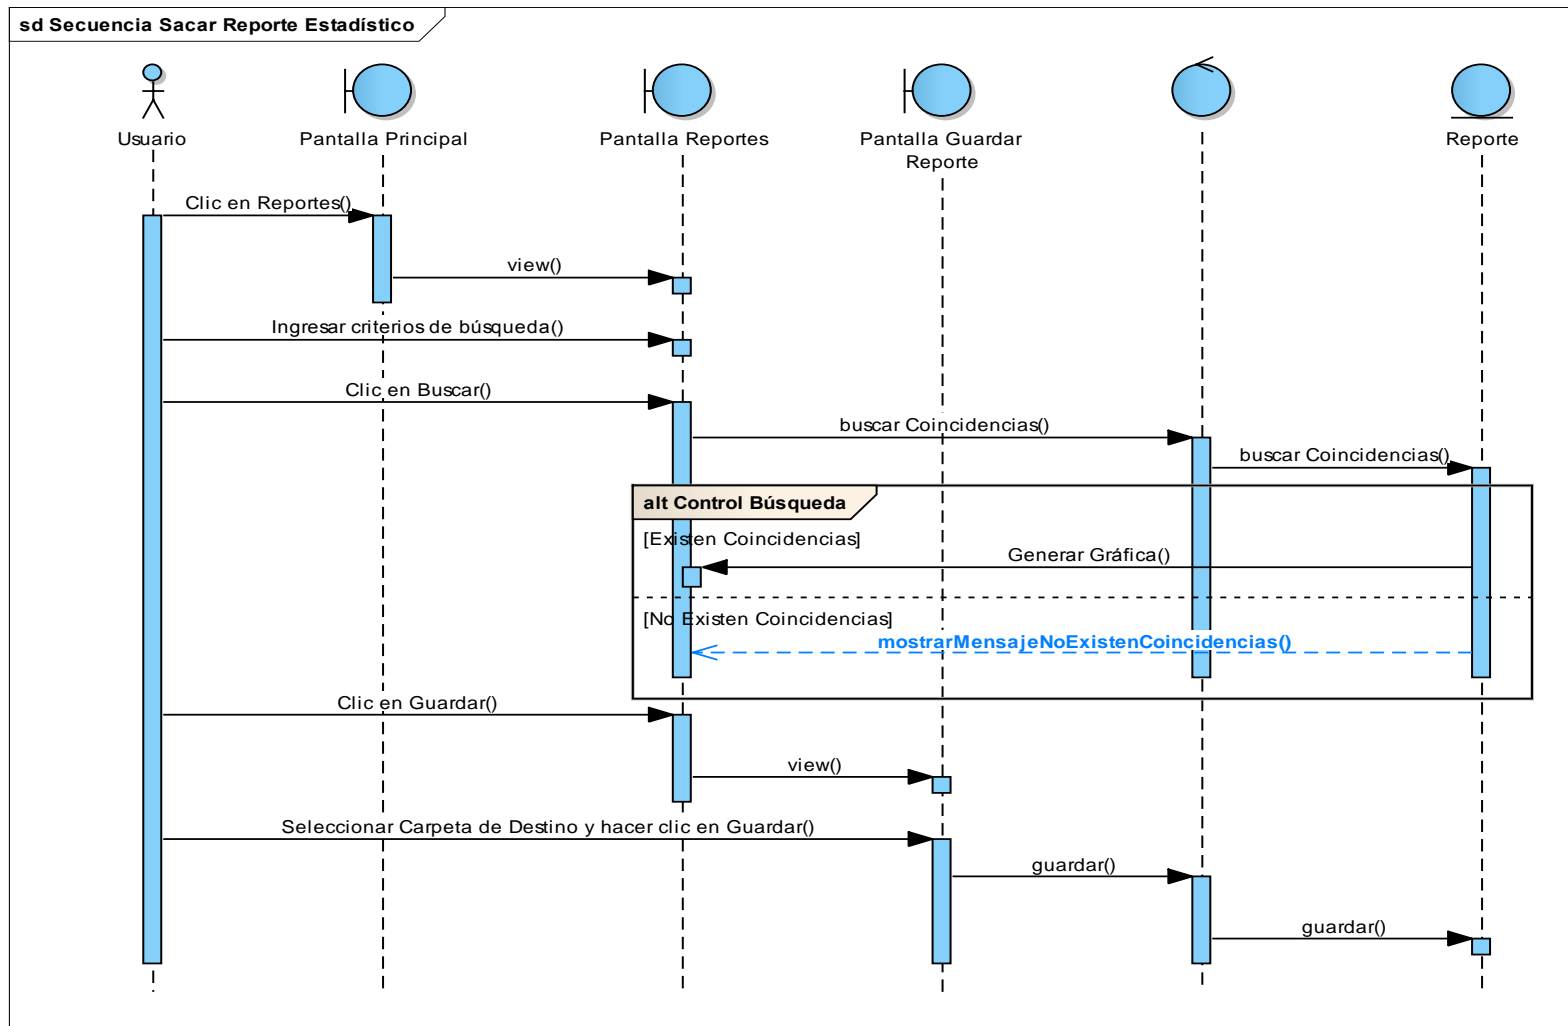 sd Secuencia Sacar Reporte Estadístico
Usuario
Pantalla Principal
Pantalla Reportes
Pantalla Guardar
Reporte
Reporte
Clic en Reportes()
view()
Ingresar criterios de búsqueda()
Clic en Buscar()
buscar Coincidencias()
buscar Coincidencias()
alt Control Búsqueda
[Existen Coincidencias]
Generar Gráfica()
[No Existen Coincidencias]
mostrarMensajeNoExistenCoincidencias()
Clic en Guardar()
view()
Seleccionar Carpeta de Destino y hacer clic en Guardar()
guardar()
guardar()